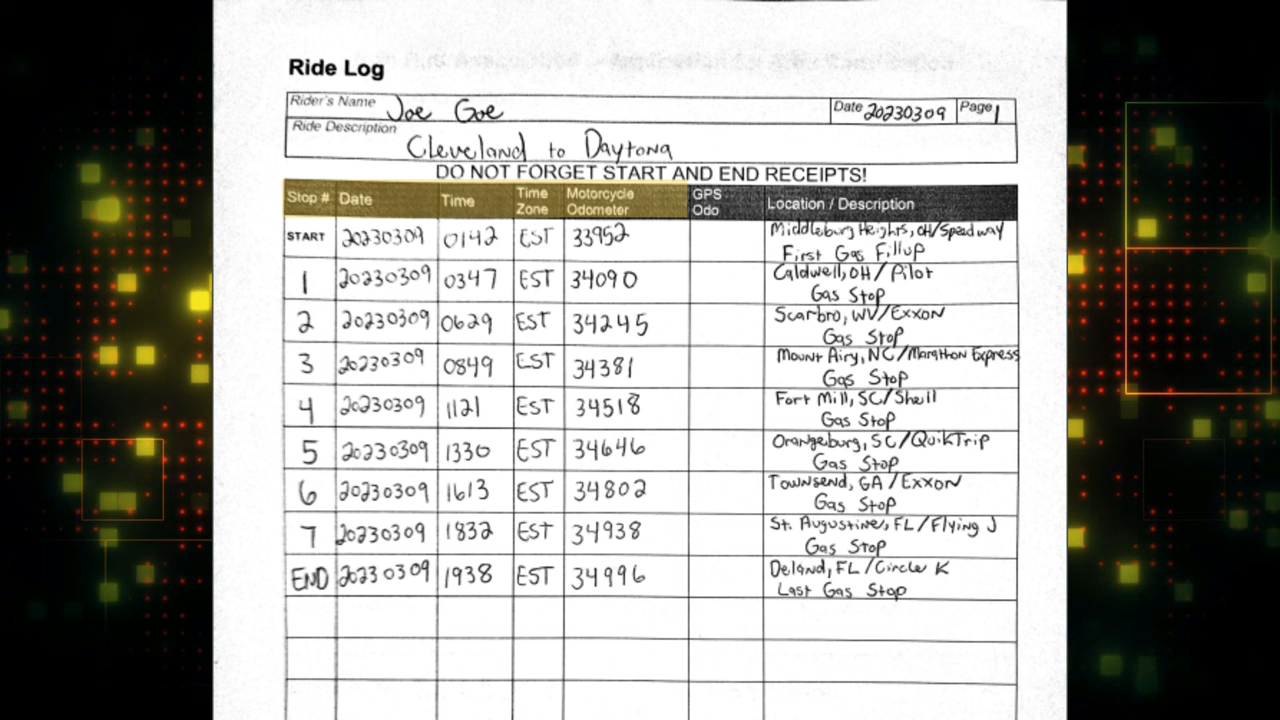 Ride Log
Rider's Name Joe Goe Date 20230309 Page 1
Ride Description Cleveland to Daytona
DO NOT FORGET START AND END RECEIPTS!
Stop # Date Time Time Zone Motorcycle Odometer GPS Odo Location / Description
START 20230309 0142 EST 33952 Middleburg Heights, OH/Speedway
First Gas Fillup
1 20230309 0347 EST 34090 Caldwell, OH / Pilot
Gas Stop
2 20230309 0629 EST 34245 Scarbro, WV/Exxon
Gas Stop
3 20230309 0849 EST 34381 Mount Airy, NC/Marathon Express
Gas Stop
4 20230309 1121 EST 34518 Fort Mill, SC/Shell
Gas Stop
5 20230309 1330 EST 34646 Orangeburg, SC/QuikTrip
Gas Stop
6 20230309 1613 EST 34802 Townsend, GA /Exxon
Gas Stop
7 20230309 1832 EST 34938 St. Augustine, FL / Flying J
Gas Stop
END 20230309 1938 EST 34996 Deland, FL /Circle K
Last Gas Stop